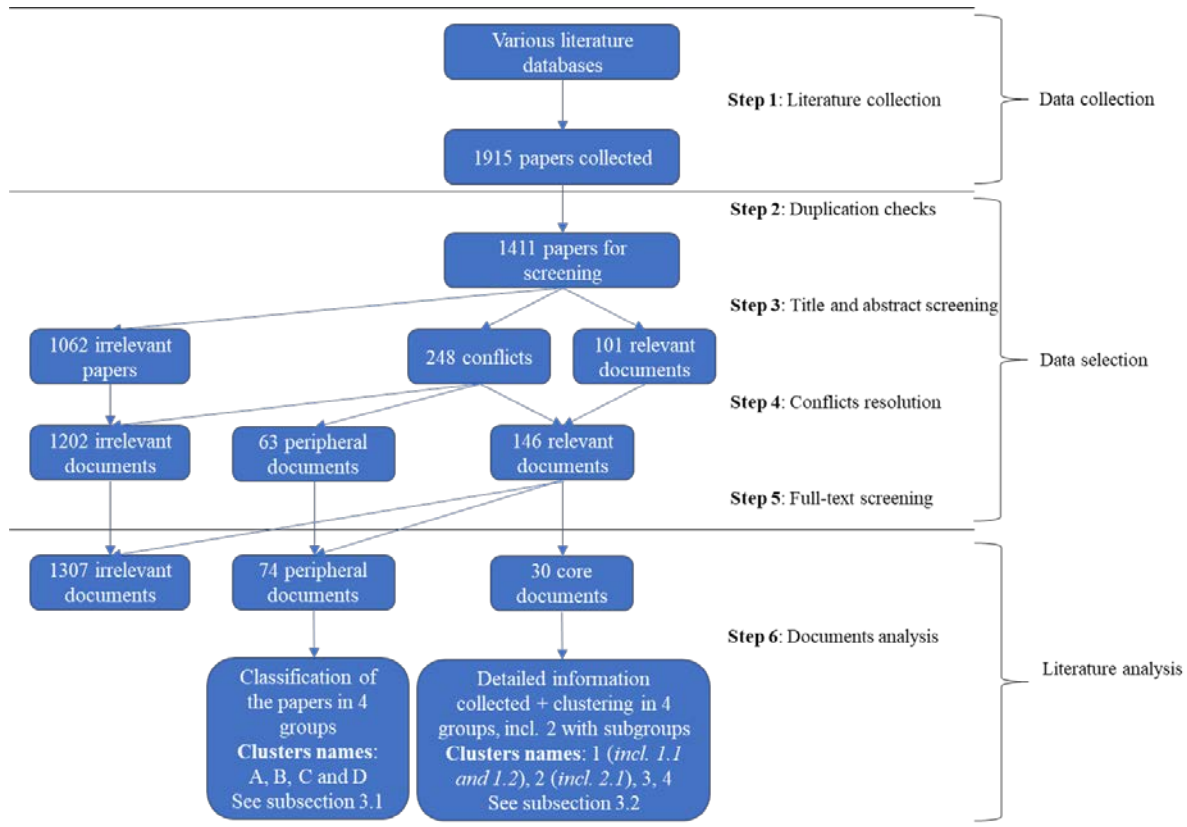 Various literature
databases
Step 1: Literature collection
Data collection
1915 papers collected
Step 2: Duplication checks
1411 papers for
screening
Step 3: Title and abstract screening
1062 irrelevant
papers
248 conflicts
101 relevant
documents
Data selection
Step 4: Conflicts resolution
1202 irrelevant
documents
63 peripheral
documents
146 relevant
documents
Step 5: Full-text screening
1307 irrelevant
documents
74 peripheral
documents
30 core
documents
Step 6: Documents analysis
Literature analysis
Classification of
the papers in 4
groups
Clusters names:
A, B, C and D
See subsection 3.1
Detailed information
collected + clustering in 4
groups, incl. 2 with subgroups
Clusters names: 1 (incl. 1.1
and 1.2), 2 (incl. 2.1), 3, 4
See subsection 3.2